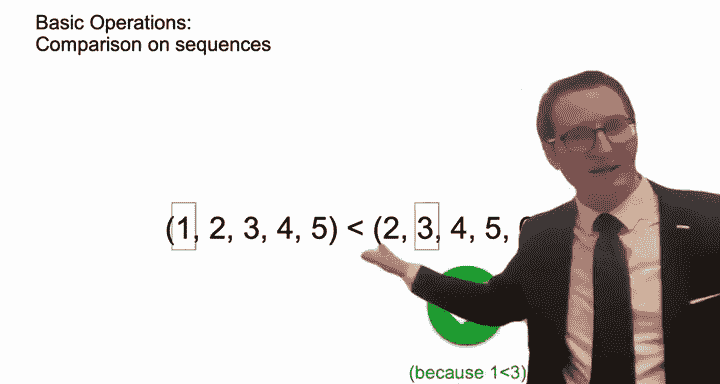 Basic Operations:
Comparison on sequences
(1, 2, 3, 4, 5) < (2, 3, 4, 5,
(because 1<3)